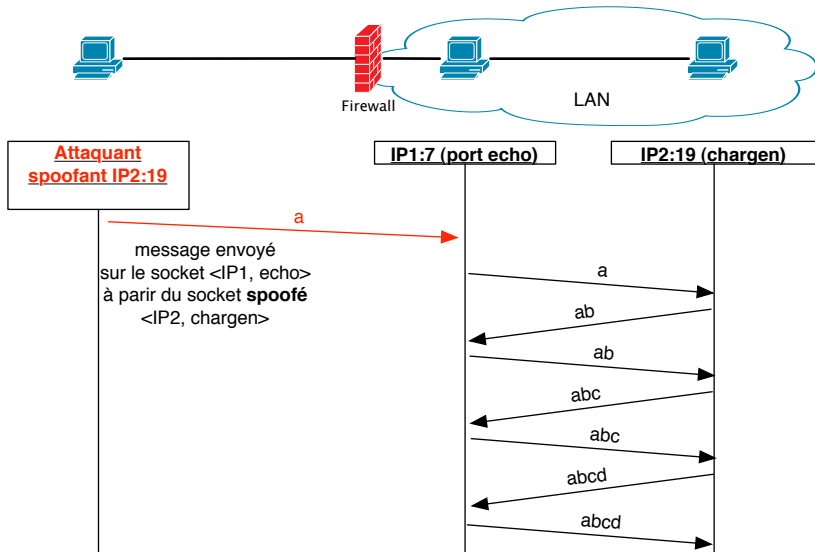 Firewall
LAN
Attaquant
spoofant IP2:19
IP1:7 (port echo)
IP2:19 (chargen)
a
message envoyé
sur le socket <IP1, echo>
à parir du socket spoofé
<IP2, chargen>
a
ab
ab
abc
abc
abcd
abcd